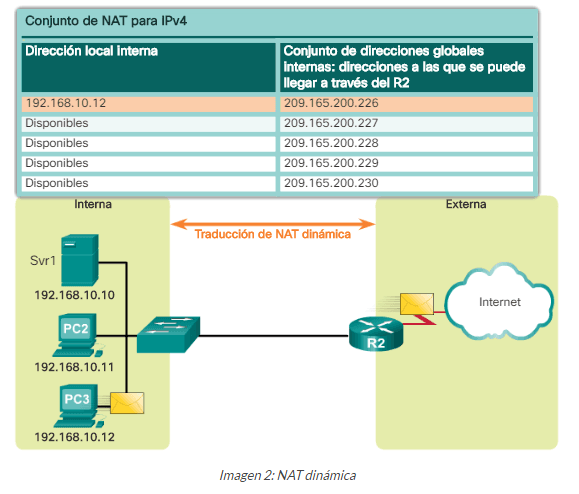 Conjunto de NAT para IPv4
Dirección local interna
Conjunto de direcciones globales
internas: direcciones a las que se puede
llegar a través del R2
192.168.10.12
209.165.200.226
Disponibles
209.165.200.227
Disponibles
209.165.200.228
Disponibles
209.165.200.229
Disponibles
209.165.200.230
Interna
Externa
Traducción de NAT dinámica
Svr1
192.168.10.10
PC2
192.168.10.11
PC3
192.168.10.12
R2
Internet
Imagen 2: NAT dinámica